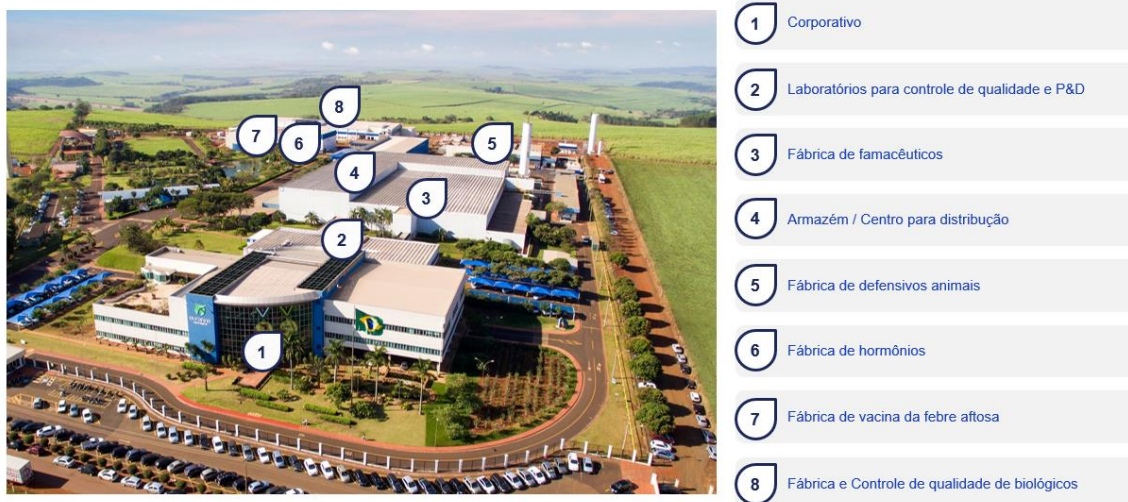 1 Corporativo
2 Laboratórios para controle de qualidade e P&D
3 Fábrica de famacêuticos
4 Armazém / Centro para distribução
5 Fábrica de defensivos animais
6 Fábrica de hormônios
7 Fábrica de vacina da febre aftosa
8 Fábrica e Controle de qualidade de biológicos
8
7
6
5
4
3
2
1